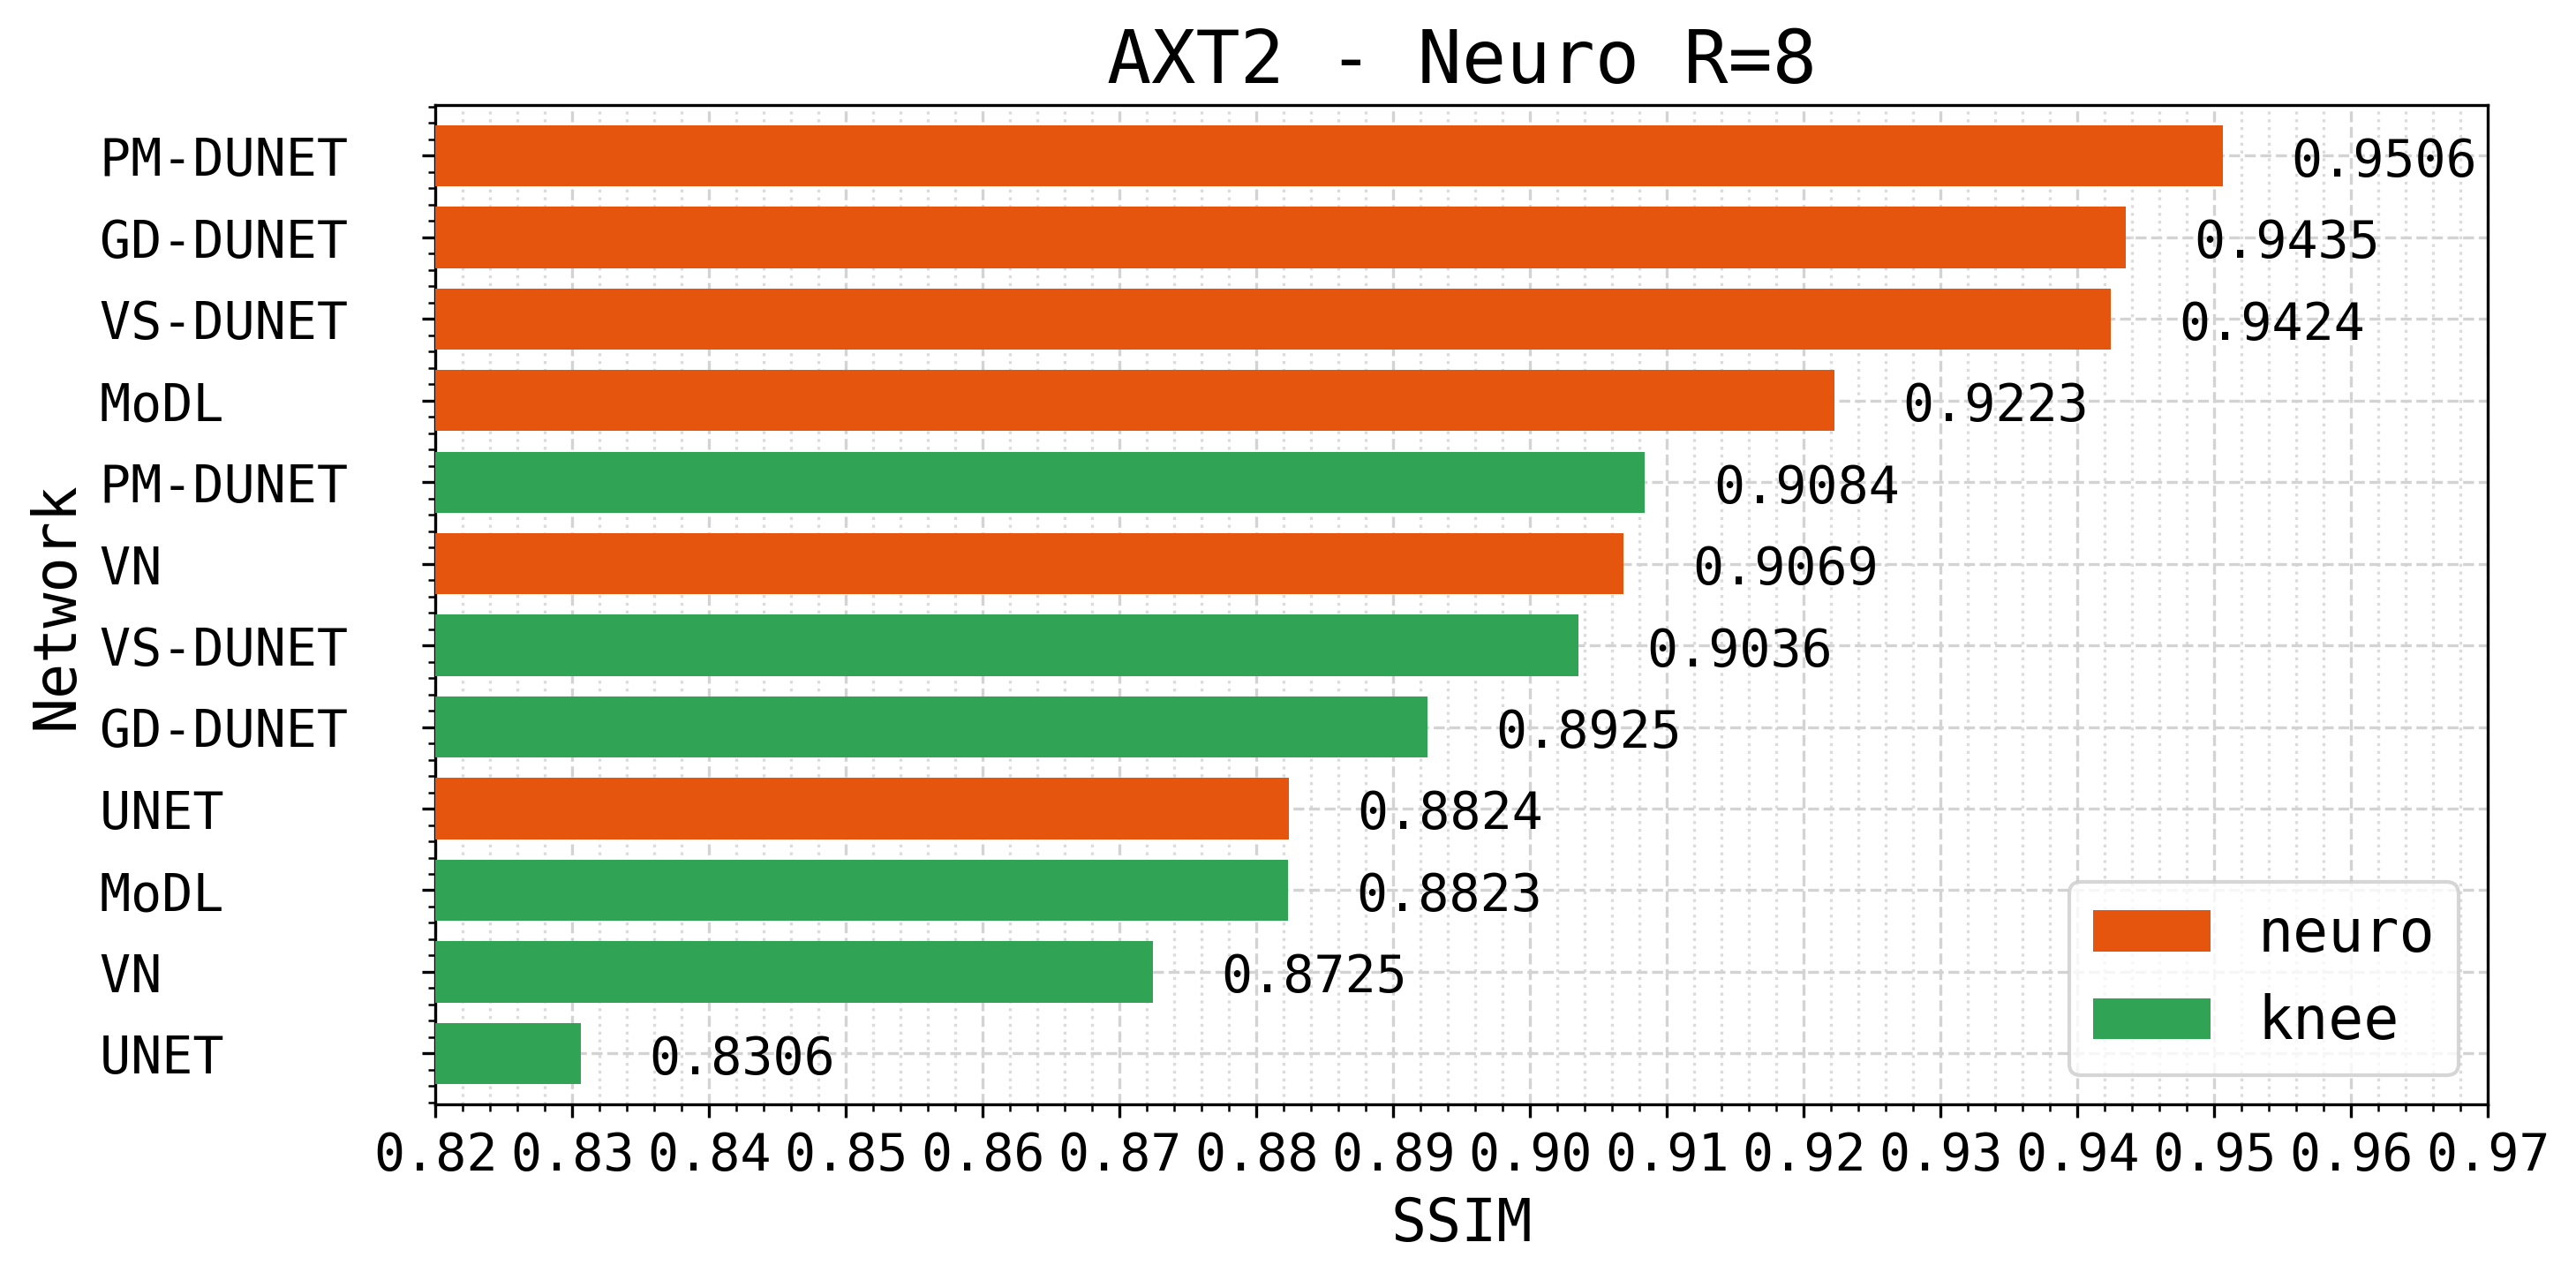 AXT2 - Neuro R=8
Network
PM-DUNET 0.9506
GD-DUNET 0.9435
VS-DUNET 0.9424
MoDL 0.9223
PM-DUNET 0.9084
VN 0.9069
VS-DUNET 0.9036
GD-DUNET 0.8925
UNET 0.8824
MoDL 0.8823
VN 0.8725
UNET 0.8306
neuro
knee
0.82 0.83 0.84 0.85 0.86 0.87 0.88 0.89 0.90 0.91 0.92 0.93 0.94 0.95 0.96 0.97
SSIM